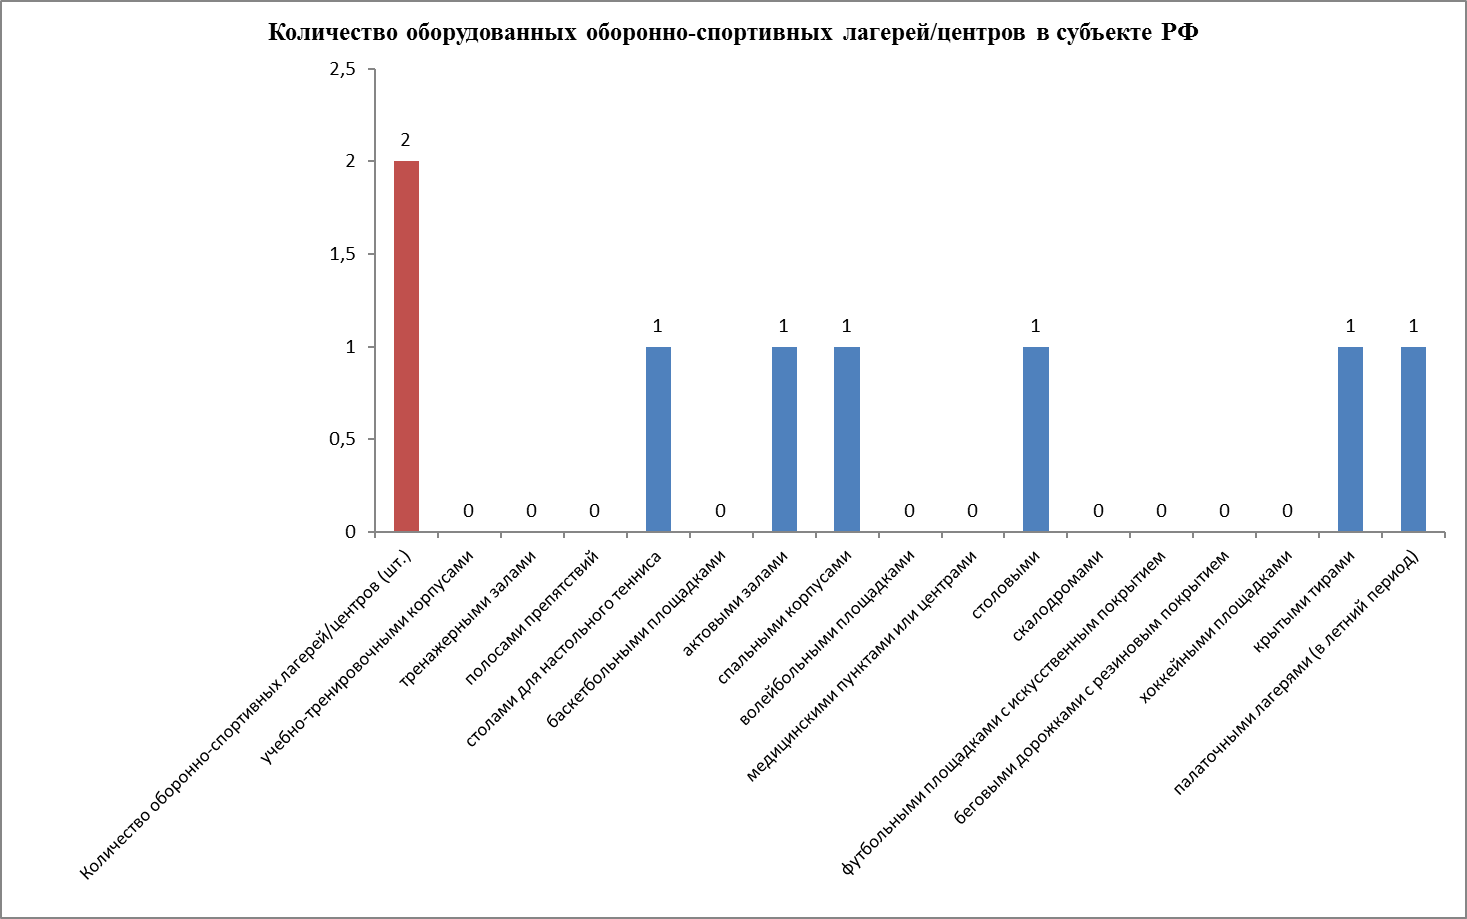 Количество оборудованных оборонно-спортивных лагерей/центров в субъекте РФ
2,5
2
1,5
1
0,5
0
2
0
0
0
1
0
1
1
0
0
1
0
0
0
0
1
1
Количество оборонно-спортивных лагерей/центров (шт.)
учебно-тренировочными корпусами
тренажерными залами
полосами препятствий
столами для настольного тенниса
баскетбольными площадками
актовыми залами
спальными корпусами
волейбольными площадками
медицинскими пунктами или центрами
столовыми
скалодромами
футбольными площадками с искусственным покрытием
беговыми дорожками с резиновым покрытием
хоккейными площадками
крытыми тирами
палаточными лагерями (в летний период)